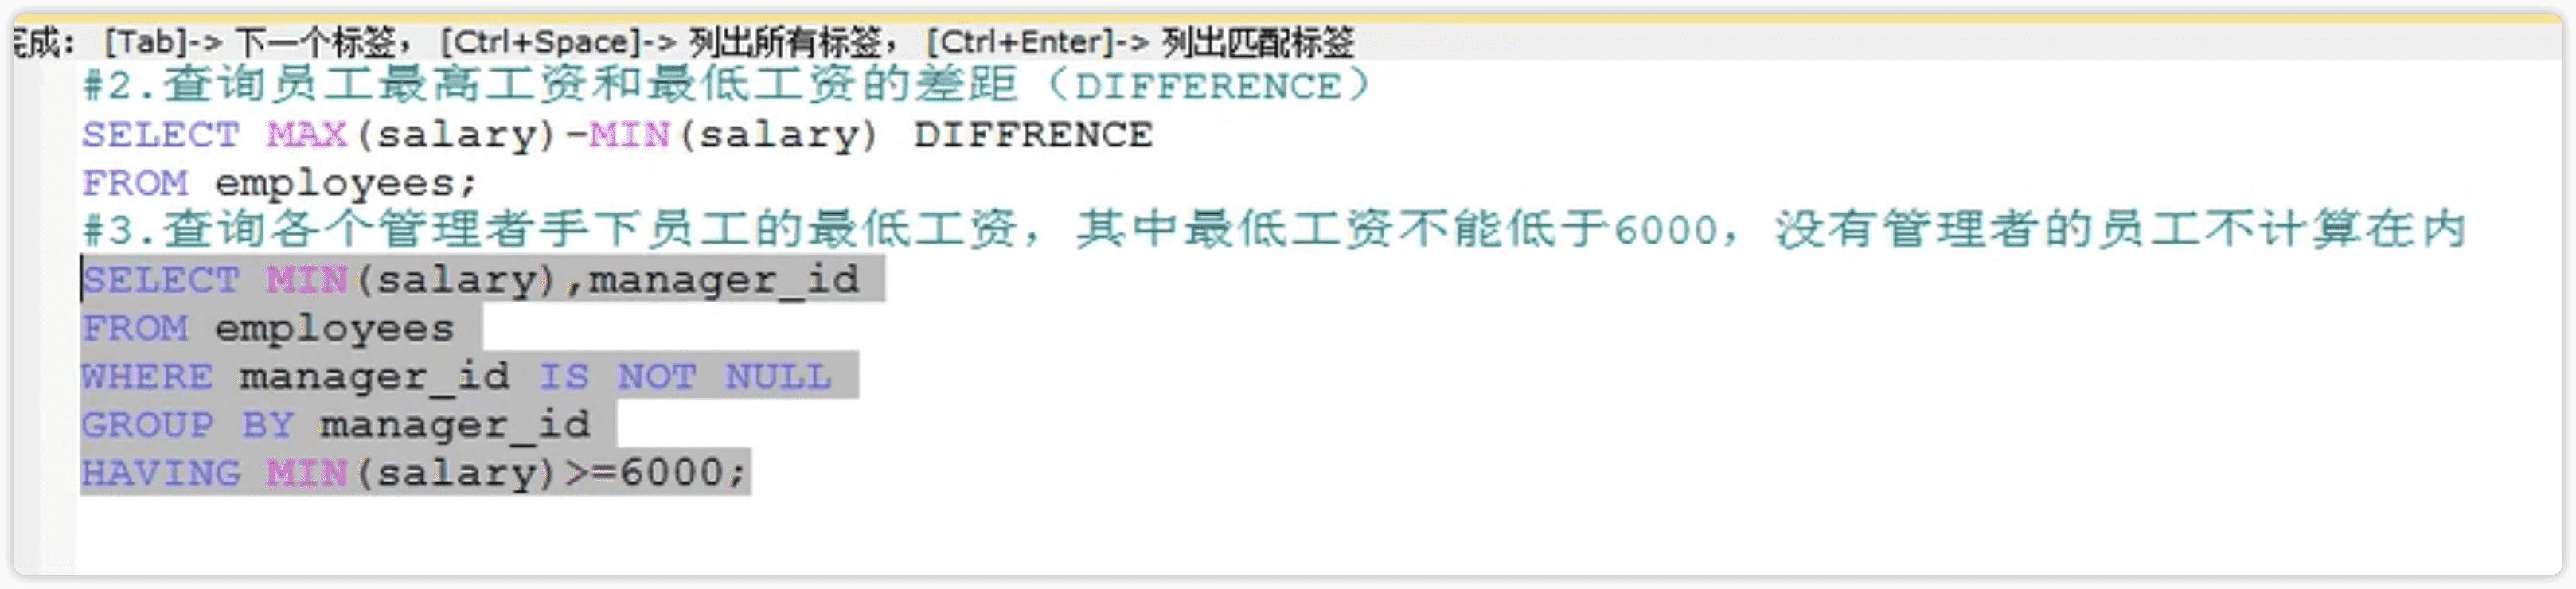 完成： [Tab]-> 下一个标签， [Ctrl+Space]-> 列出所有标签， [Ctrl+Enter]-> 列出匹配标签
#2.查询员工最高工资和最低工资的差距（DIFFERENCE）
SELECT MAX(salary)-MIN(salary) DIFFRENCE
FROM employees;
#3.查询各个管理者手下员工的最低工资，其中最低工资不能低于6000，没有管理者的员工不计算在内
SELECT MIN(salary),manager_id
FROM employees
WHERE manager_id IS NOT NULL
GROUP BY manager_id
HAVING MIN(salary)>=6000;